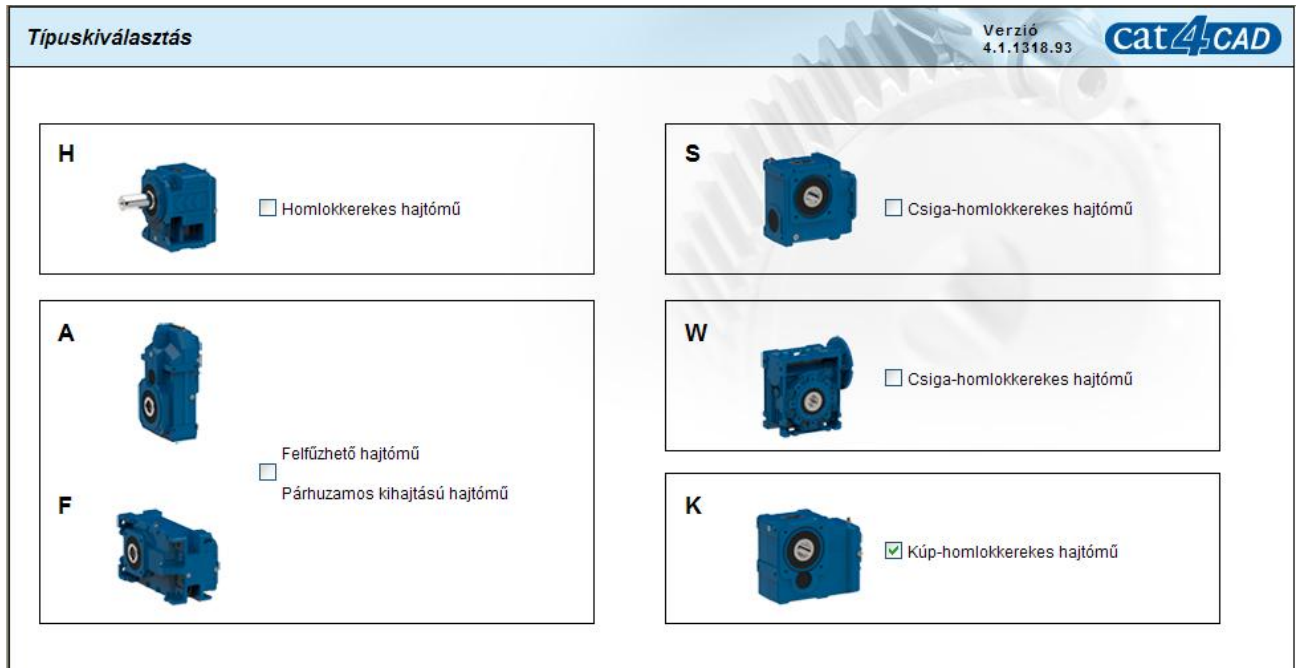 Típuskiválasztás
Verzió
4.1.1318.93
cat4CAD
H
Homlokkerekes hajtómű
A
Felfűzhető hajtómű
Párhuzamos kihajtású hajtómű
F
S
Csiga-homlokkerekes hajtómű
W
Csiga-homlokkerekes hajtómű
K
Kúp-homlokkerekes hajtómű